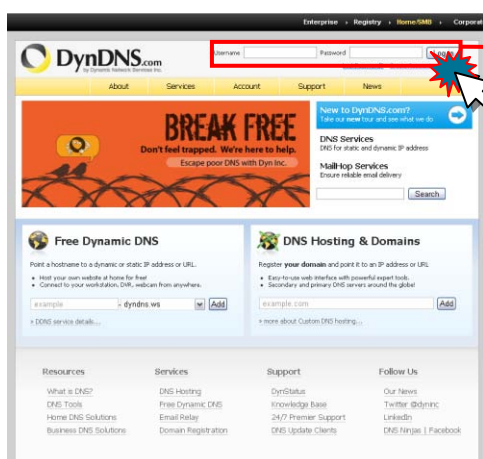 Enterprise Registry Home/SMB Corporat
DynDNS.com
by Dynamic Network Services Inc.
Username Password Log in
About Services Account Support News
BREAK FREE
Don't feel trapped. We're here to help.
Escape poor DNS with Dyn Inc.
New to DynDNS.com?
Take our new tour and see what we do
DNS Services
DNS for static and dynamic IP address
MailHop Services
Ensure reliable email delivery
Search
Free Dynamic DNS
Point a hostname to a dynamic or static IP address or URL.
Host your own website at home for free!
Connect to your workstation, DVR, webcam from anywhere.
example . dyndns.ws Add
» DDNS service details...
DNS Hosting & Domains
Register your domain and point it to an IP address or URL
Easy-to-use web interface with powerful expert tools.
Secondary and primary DNS servers around the globe!
example.com Add
» more about Custom DNS hosting...
Resources Services Support Follow Us
What is DNS? DNS Hosting DynStatus Our News
DNS Tools Free Dynamic DNS Knowledge Base Twitter @dyninc
Home DNS Solutions Email Relay 24/7 Premier Support LinkedIn
Business DNS Solutions Domain Registration DNS Update Clients DNS Ninjas | Facebook